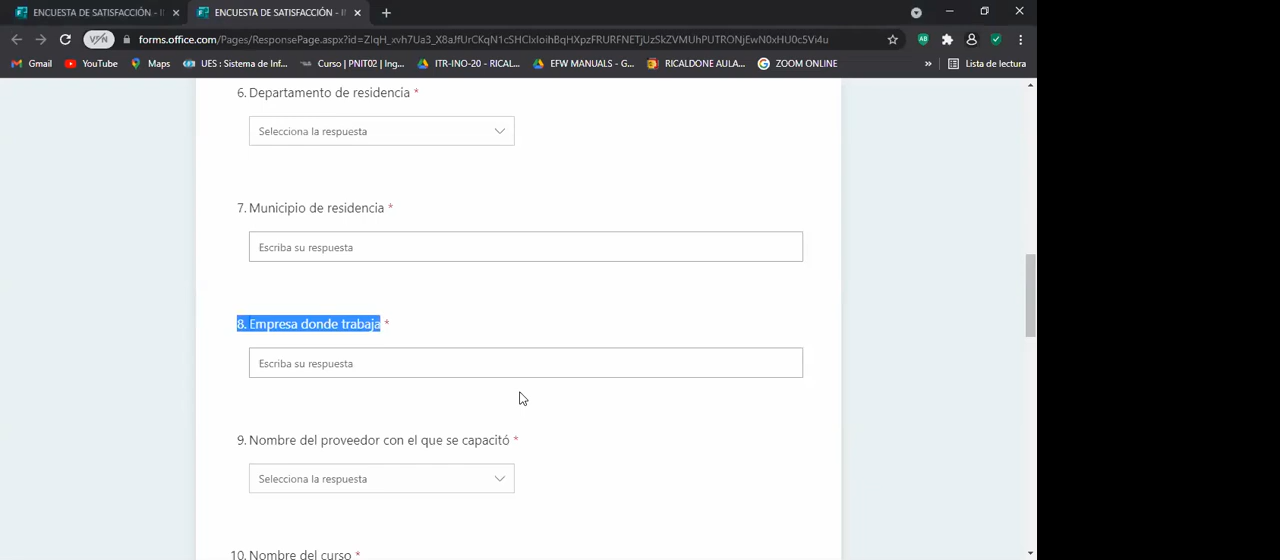 ENCUESTA DE SATISFACCIÓN - I
ENCUESTA DE SATISFACCIÓN - I
VPN
forms.office.com/Pages/ResponsePage.aspx?id=ZIqH_xvh7Ua3_X8aJfUrCKqN1cSHClxIoihBqHXpzFRURFNETjUzSkZVMUhPUTRONjEwN0xHU0c5Vi4u
AB
Gmail
YouTube
Maps
UES : Sistema de Inf...
Curso | PNIT02 | Ing...
ITR-INO-20 - RICAL...
EFW MANUALS - G...
RICALDONE AULA...
ZOOM ONLINE
»
Lista de lectura
6. Departamento de residencia *
Selecciona la respuesta
7. Municipio de residencia *
Escriba su respuesta
8. Empresa donde trabaja *
Escriba su respuesta
9. Nombre del proveedor con el que se capacitó *
Selecciona la respuesta
10. Nombre del curso *